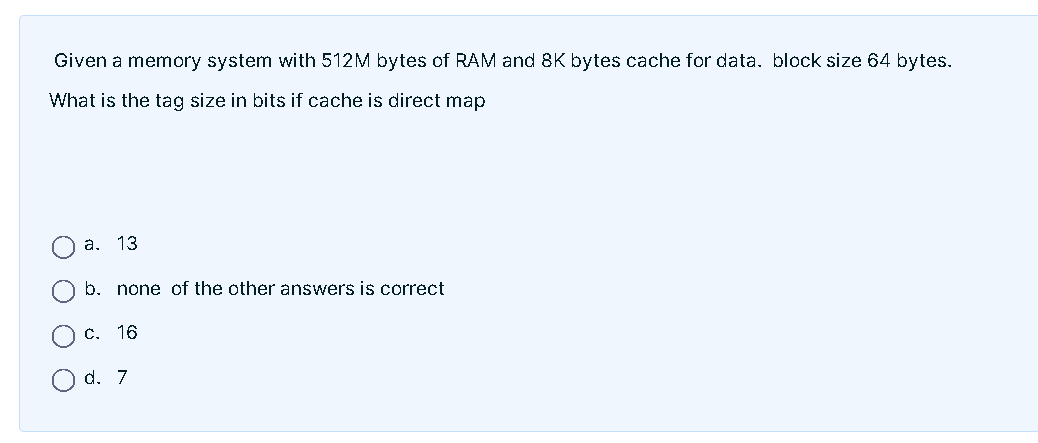 Given a memory system with 512M bytes of RAM and 8K bytes cache for data. block size 64 bytes.
What is the tag size in bits if cache is direct map
a. 13
b. none of the other answers is correct
c. 16
d. 7